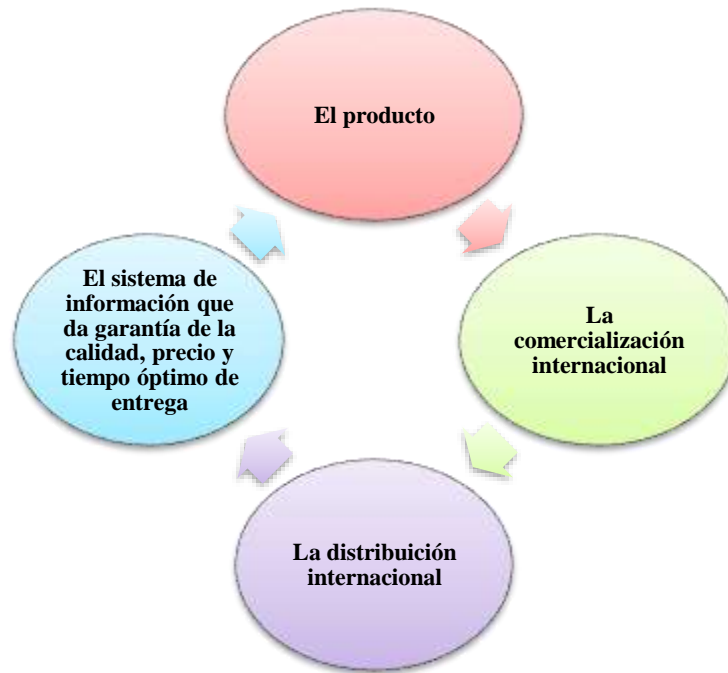 El producto
La
comercialización
internacional
La distribuición
internacional
El sistema de
información que
da garantía de la
calidad, precio y
tiempo óptimo de
entrega